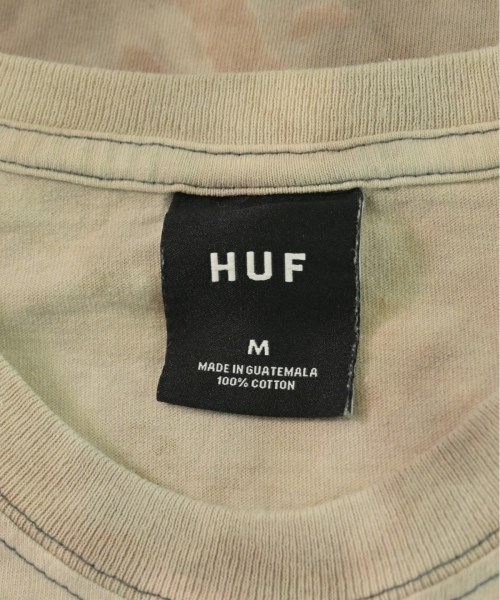 HUF
M
MADE IN GUATEMALA
100% COTTON